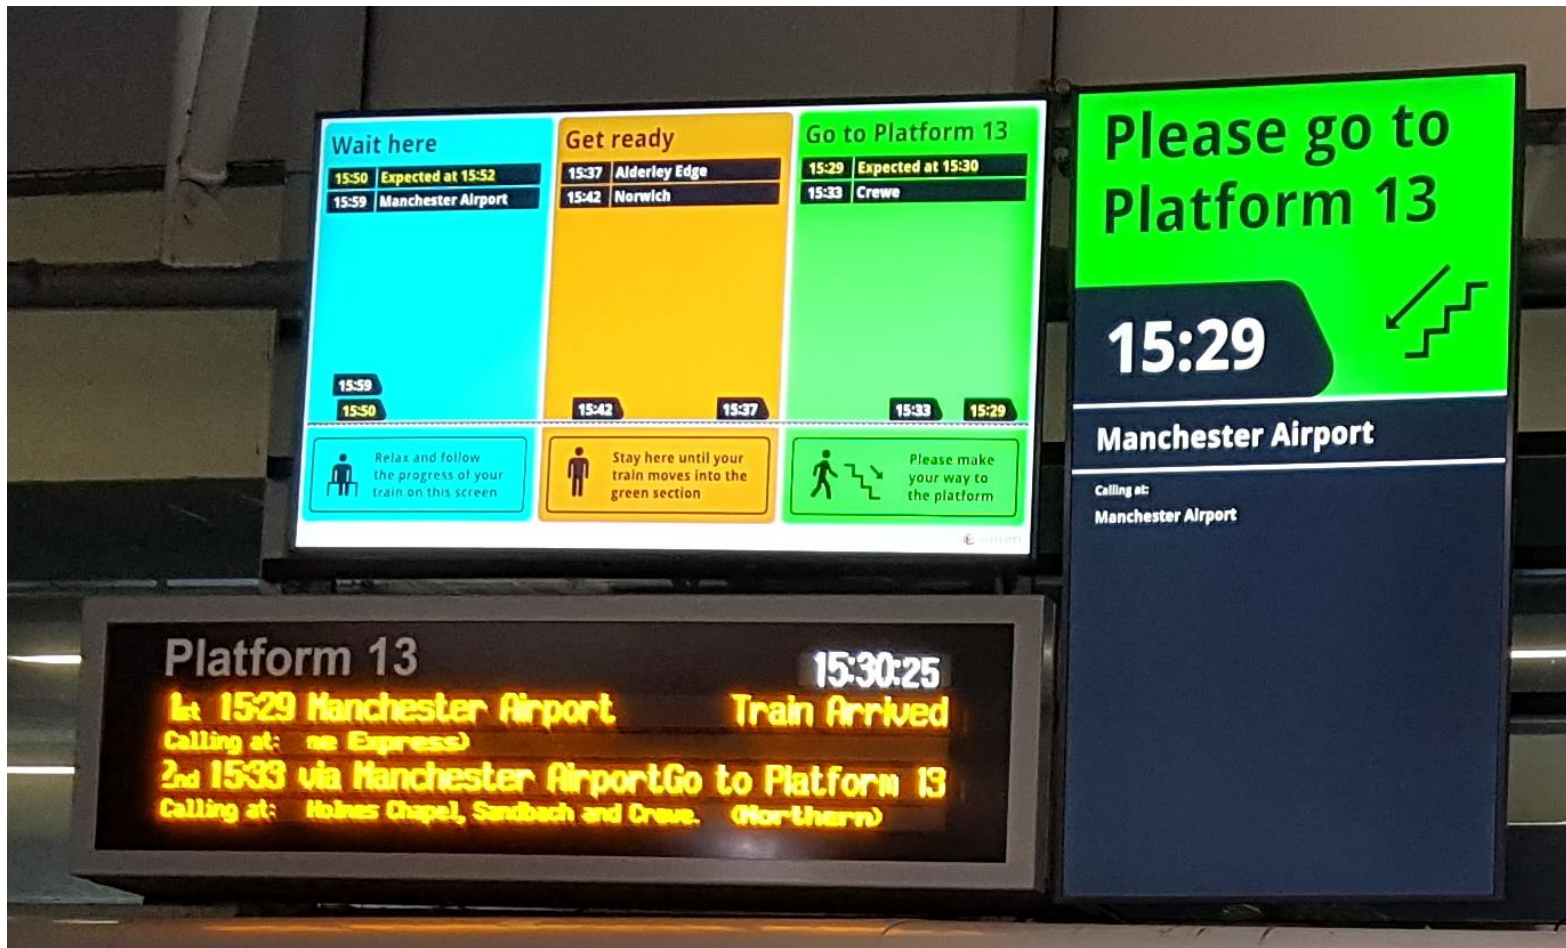 Wait here
15:50 Expected at 15:52
15:59 Manchester Airport
15:59
15:50
Relax and follow
the progress of your
train on this screen
Get ready
15:37 Alderley Edge
15:42 Norwich
15:42 15:37
Stay here until your
train moves into the
green section
Go to Platform 13
15:29 Expected at 15:30
15:33 Crewe
15:33 15:29
Please make
your way to
the platform
Please go to
Platform 13
15:29
Manchester Airport
Calling at:
Manchester Airport
Platform 13
15:30:25
1st 15:29 Manchester Airport Train Arrived
Calling at: ne Express)
2nd 15:33 via Manchester AirportGo to Platform 13
Calling at: Holmes Chapel, Sandbach and Crewe. (Northern)